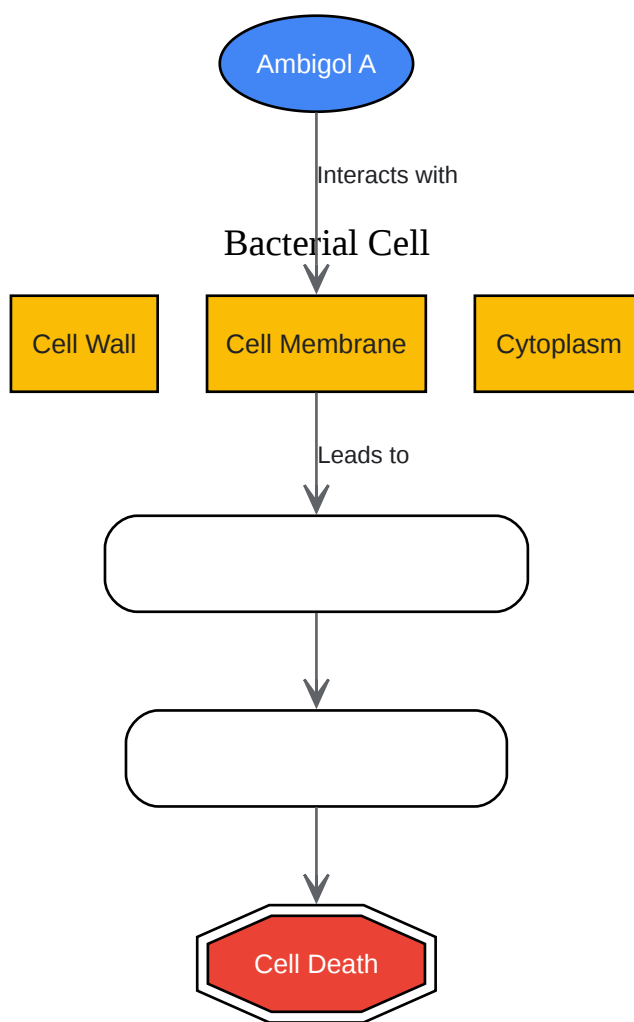 Ambigol A
Interacts with
Bacterial Cell
Cell Wall
Cell Membrane
Cytoplasm
Leads to
Cell Death